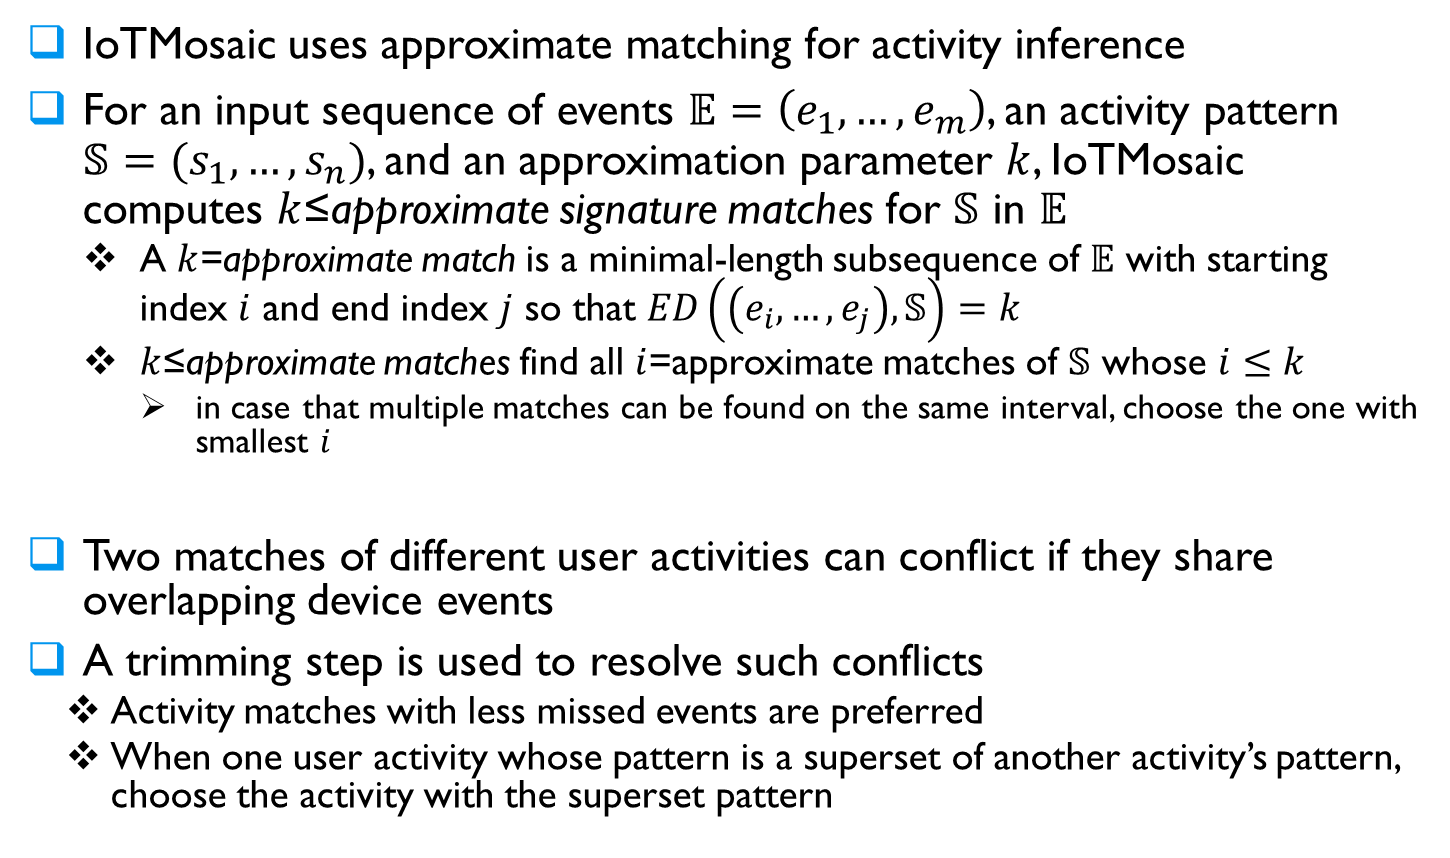 ❑ IoTMosaic uses approximate matching for activity inference
❑ For an input sequence of events 𝔼 = (e₁, … , eₘ), an activity pattern
𝕊 = (s₁, … , sₙ), and an approximation parameter k, IoTMosaic
computes k≤approximate signature matches for 𝕊 in 𝔼
❖ A k=approximate match is a minimal-length subsequence of 𝔼 with starting
index i and end index j so that ED((eᵢ, … , eⱼ), 𝕊) = k
❖ k≤approximate matches find all i=approximate matches of 𝕊 whose i ≤ k
➢ in case that multiple matches can be found on the same interval, choose the one with
smallest i
❑ Two matches of different user activities can conflict if they share
overlapping device events
❑ A trimming step is used to resolve such conflicts
❖ Activity matches with less missed events are preferred
❖ When one user activity whose pattern is a superset of another activity’s pattern,
choose the activity with the superset pattern